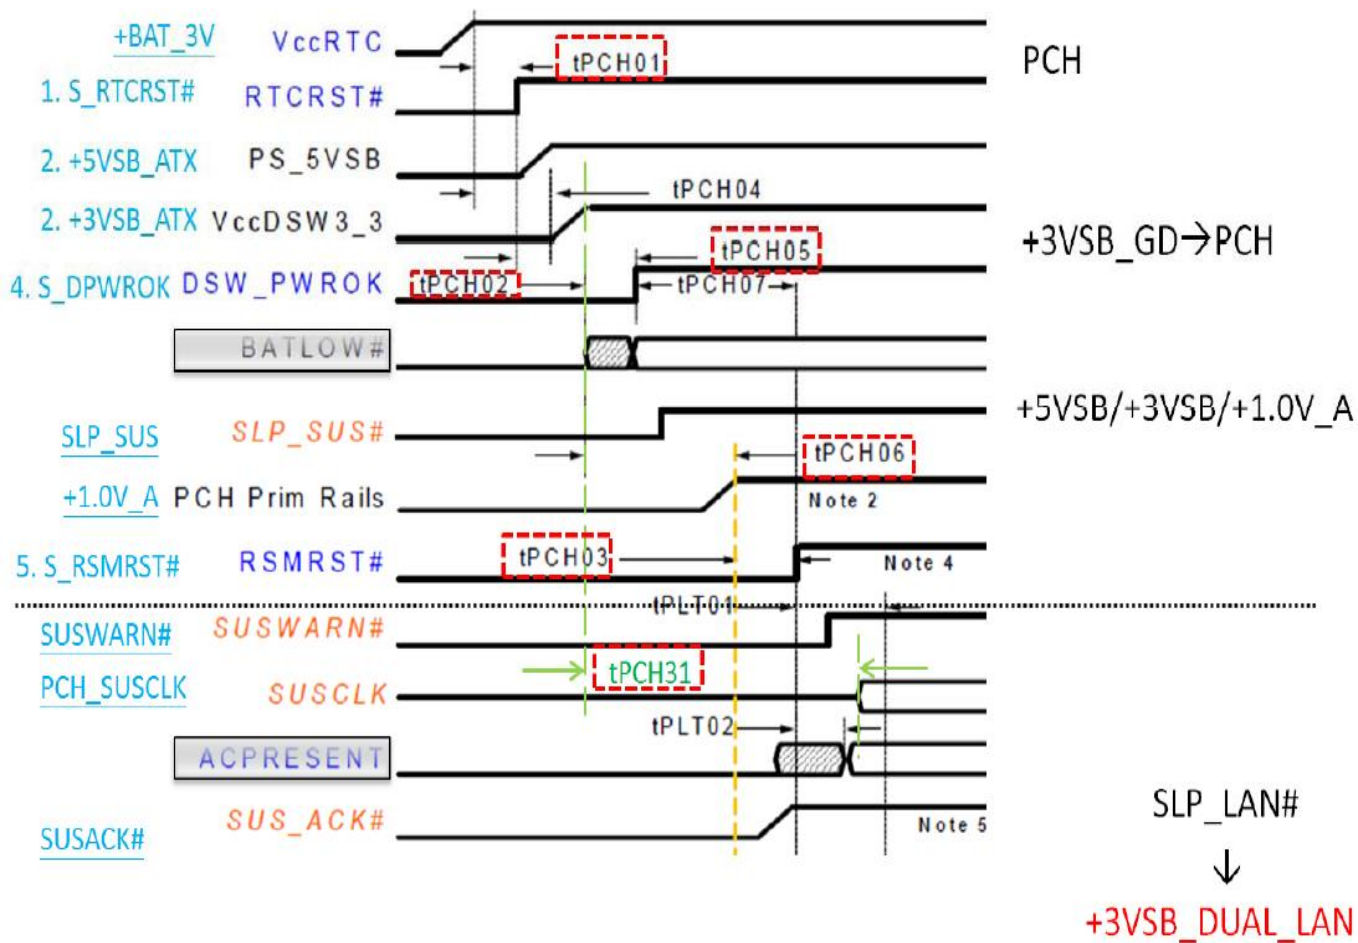 +BAT_3V VccRTC tPCH01 PCH
1. S_RTCRST# RTCRST#
2. +5VSB_ATX PS_5VSB
tPCH04
2. +3VSB_ATX VccDSW3_3
tPCH05 +3VSB_GD→PCH
4. S_DPWROK DSW_PWROK tPCH02 tPCH07
BATLOW#
+5VSB/+3VSB/+1.0V_A
SLP_SUS SLP_SUS#
tPCH06
+1.0V_A PCH Prim Rails Note 2
5. S_RSMRST# RSMRST# tPCH03 Note 4
tPLT01
SUSWARN# SUSWARN#
tPCH31
PCH_SUSCLK SUSCLK
tPLT02
ACPRESENT
SLP_LAN#
SUSACK# SUS_ACK# Note 5
↓
+3VSB_DUAL_LAN